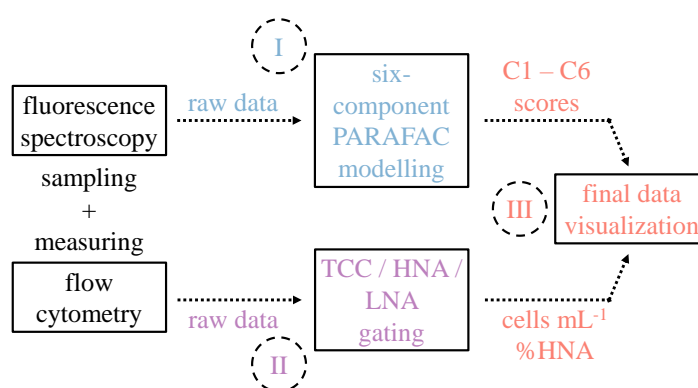 I
fluorescence
spectroscopy
raw data
six-
component
PARAFAC
modelling
C1 – C6
scores
sampling
+
measuring
III
final data
visualization
flow
cytometry
raw data
II
TCC / HNA /
LNA
gating
cells mL⁻¹
%HNA